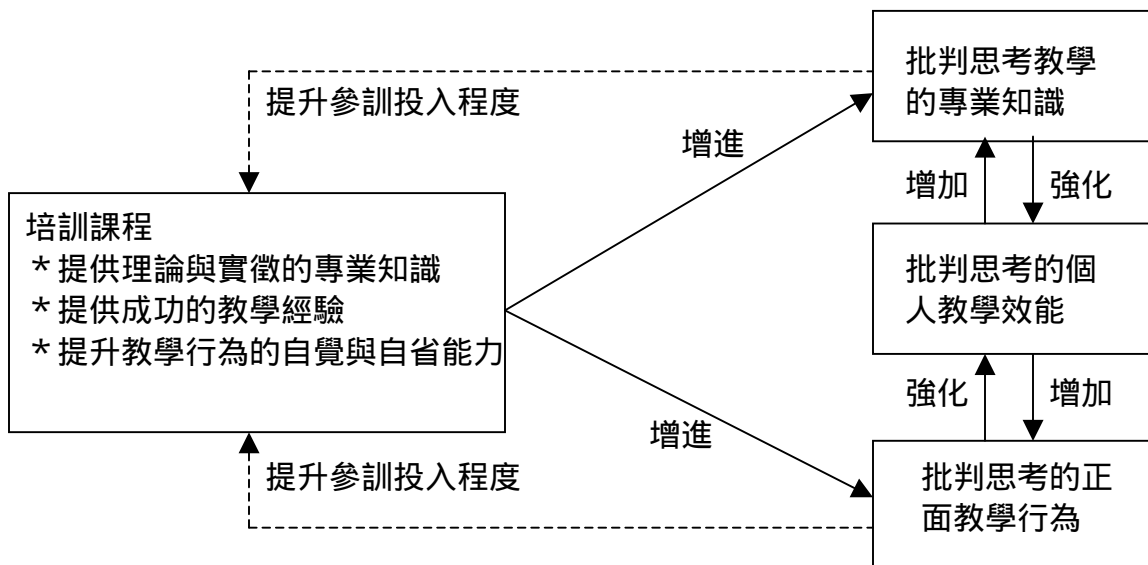 批判思考教學
的專業知識
提升參訓投入程度
增進
增加
強化
培訓課程
＊提供理論與實徵的專業知識
＊提供成功的教學經驗
＊提升教學行為的自覺與自省能力
批判思考的個
人教學效能
強化
增加
增進
提升參訓投入程度
批判思考的正
面教學行為